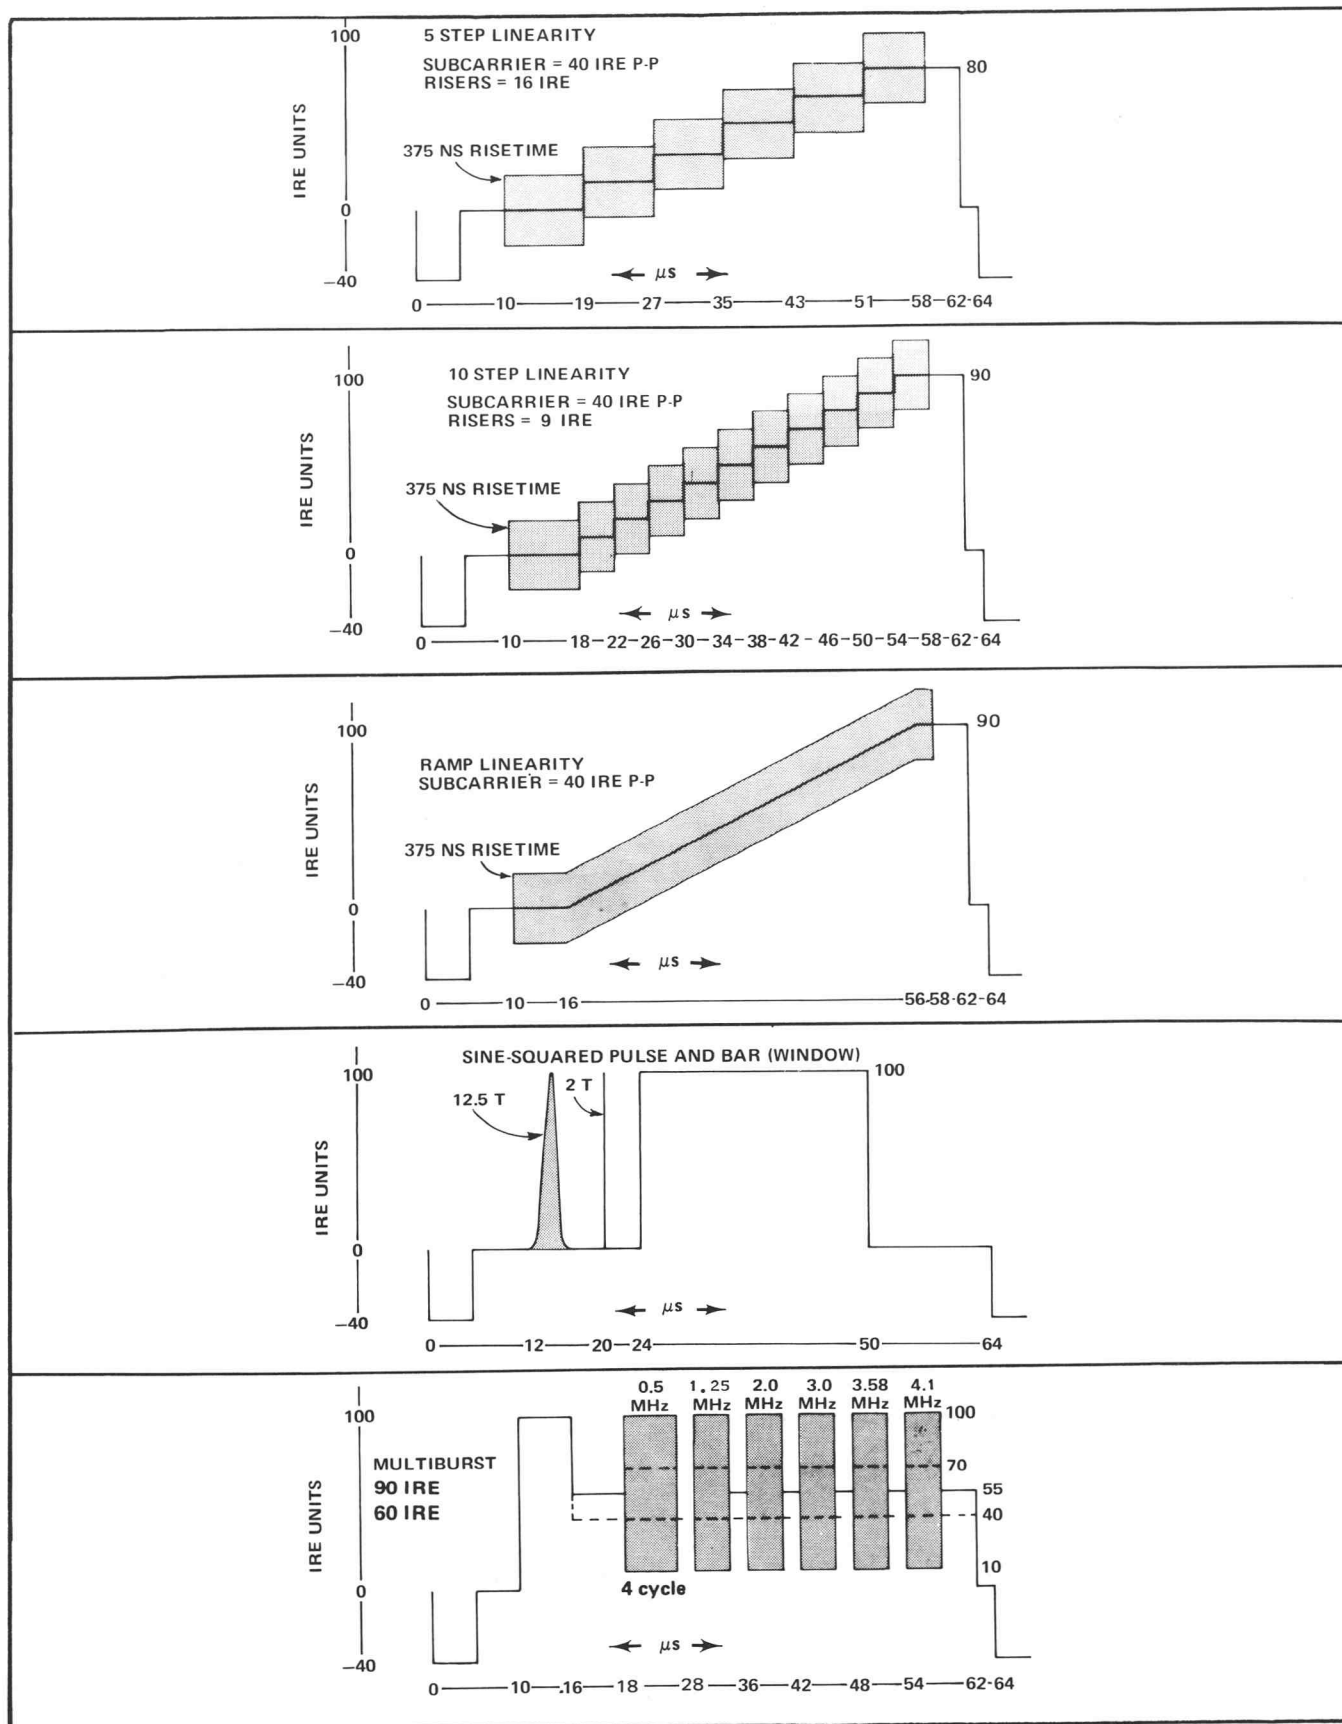 5 STEP LINEARITY
SUBCARRIER = 40 IRE P-P
RISERS = 16 IRE
375 NS RISETIME
IRE UNITS
100
0
−40
80
μs
0 10 19 27 35 43 51 58 62-64
10 STEP LINEARITY
SUBCARRIER = 40 IRE P-P
RISERS = 9 IRE
375 NS RISETIME
IRE UNITS
100
0
−40
90
μs
0 10 18-22-26-30-34-38-42 - 46-50-54-58-62-64
RAMP LINEARITY
SUBCARRIER = 40 IRE P-P
375 NS RISETIME
IRE UNITS
100
0
−40
90
μs
0 10 16 56-58-62-64
SINE-SQUARED PULSE AND BAR (WINDOW)
12.5 T
2 T
IRE UNITS
100
0
−40
100
μs
0 12 20 24 50 64
0.5 1.25 2.0 3.0 3.58 4.1
MHz MHz MHz MHz MHz MHz
MULTIBURST
90 IRE
60 IRE
IRE UNITS
100
0
−40
100
70
55
40
10
4 cycle
μs
0 10 .16 18 28 36 42 48 54 62-64